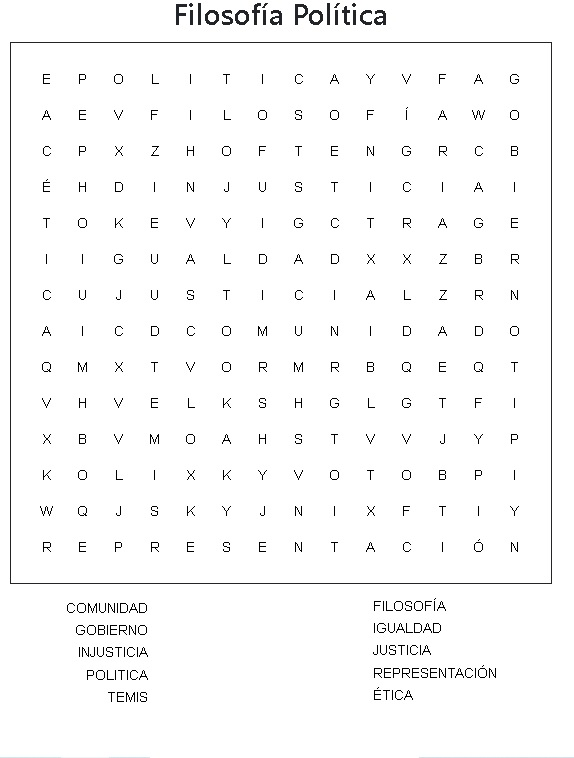 Filosofía Política
E P O L I T I C A Y V F A G
A E V F I L O S O F Í A W O
C P X Z H O F T E N G R C B
É H D I N J U S T I C I A I
T O K E V Y I G C T R A G E
I I G U A L D A D X X Z B R
C U J U S T I C I A L Z R N
A I C D C O M U N I D A D O
Q M X T V O R M R B Q E Q T
V H V E L K S H G L G T F I
X B V M O A H S T V V J Y P
K O L I X K Y V O T O B P I
W Q J S K Y J N I X F T I Y
R E P R E S E N T A C I Ó N
COMUNIDAD FILOSOFÍA
GOBIERNO IGUALDAD
INJUSTICIA JUSTICIA
POLITICA REPRESENTACIÓN
TEMIS ÉTICA